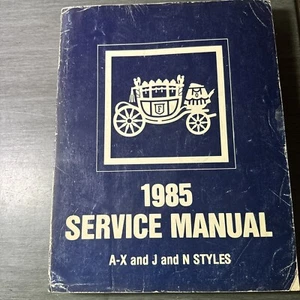 1985
SERVICE MANUAL
A-X and J and N STYLES